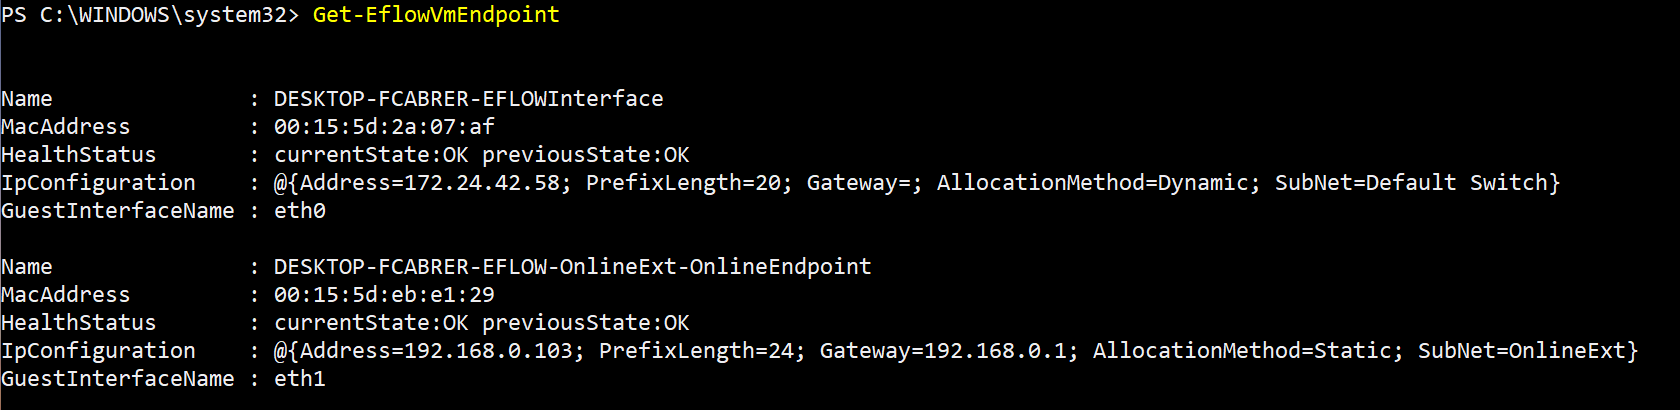 PS C:\WINDOWS\system32> Get-EflowVmEndpoint
Name : DESKTOP-FCABRER-EFLOWInterface
MacAddress : 00:15:5d:2a:07:af
HealthStatus : currentState:OK previousState:OK
IpConfiguration : @{Address=172.24.42.58; PrefixLength=20; Gateway=; AllocationMethod=Dynamic; SubNet=Default Switch}
GuestInterfaceName : eth0
Name : DESKTOP-FCABRER-EFLOW-OnlineExt-OnlineEndpoint
MacAddress : 00:15:5d:eb:e1:29
HealthStatus : currentState:OK previousState:OK
IpConfiguration : @{Address=192.168.0.103; PrefixLength=24; Gateway=192.168.0.1; AllocationMethod=Static; SubNet=OnlineExt}
GuestInterfaceName : eth1